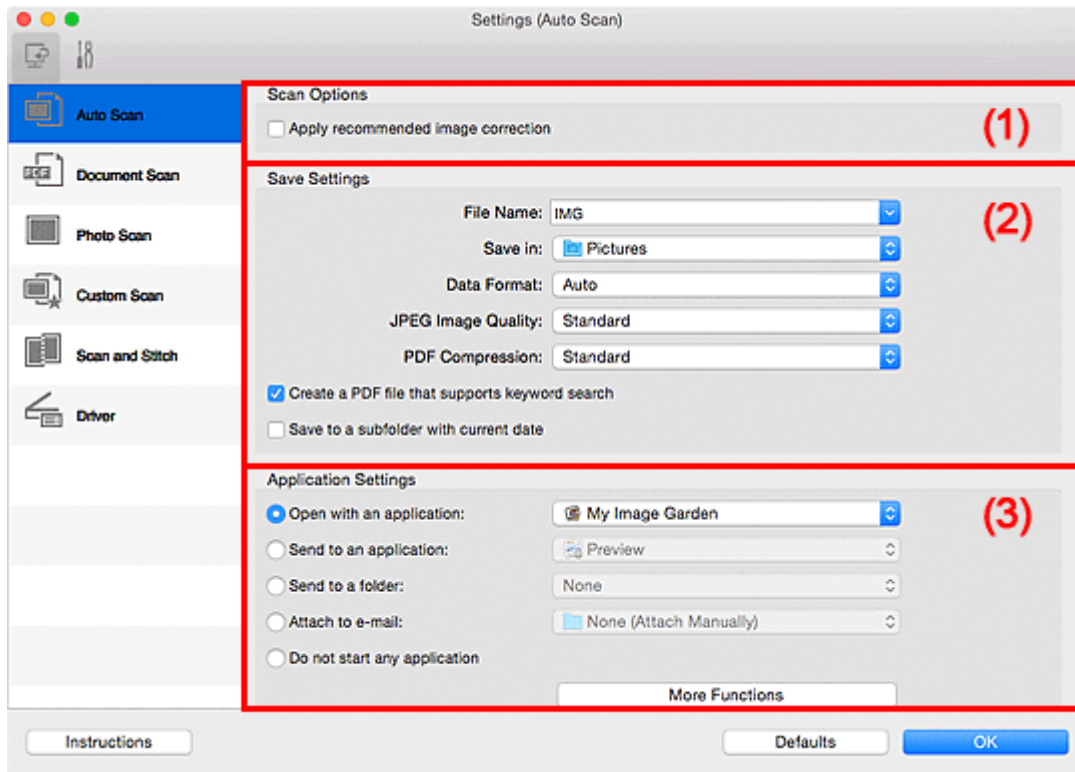 Settings (Auto Scan)
Auto Scan
Document Scan
Photo Scan
Custom Scan
Scan and Stitch
Driver
Scan Options
Apply recommended image correction
(1)
Save Settings
(2)
File Name: IMG
Save in: Pictures
Data Format: Auto
JPEG Image Quality: Standard
PDF Compression: Standard
Create a PDF file that supports keyword search
Save to a subfolder with current date
Application Settings
(3)
Open with an application: My Image Garden
Send to an application: Preview
Send to a folder: None
Attach to e-mail: None (Attach Manually)
Do not start any application
More Functions
Instructions
Defaults
OK